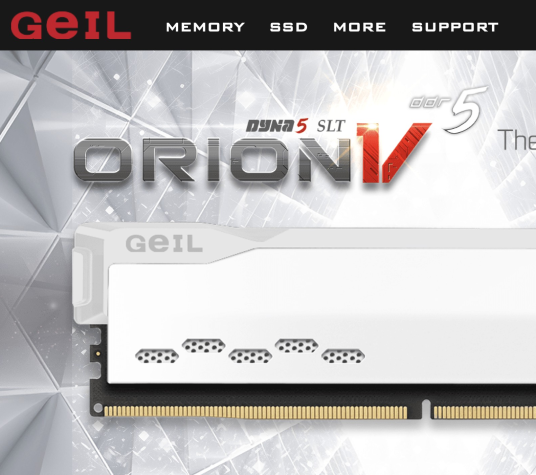 GeIL MEMORY SSD MORE SUPPORT
ddr5
DYNA5 SLT
ORION V
The
GeIL